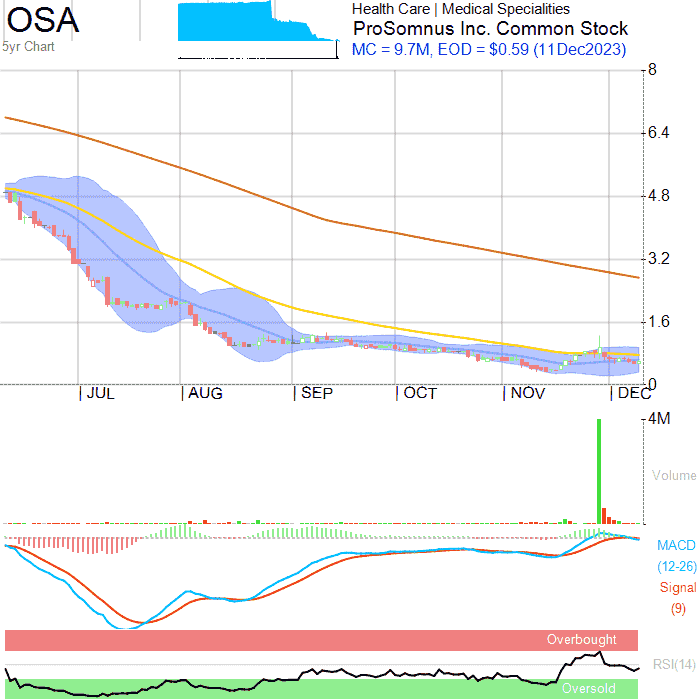 OSA
5yr Chart
Health Care | Medical Specialities
ProSomnus Inc. Common Stock
MC = 9.7M, EOD = $0.59 (11Dec2023)
8
6.4
4.8
3.2
1.6
0
| JUL | AUG | SEP | OCT | NOV | DEC
4M
Volume
MACD
(12-26)
Signal
(9)
Overbought
RSI(14)
Oversold